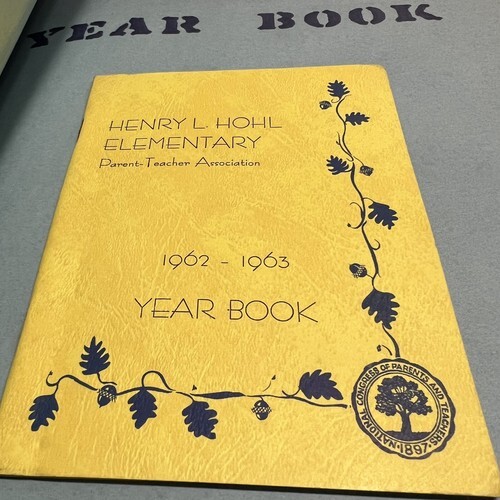 YEAR BOOK
HENRY L. HOHL
ELEMENTARY
Parent-Teacher Association
1962 - 1963
YEAR BOOK
NATIONAL CONGRESS OF PARENTS AND TEACHERS
•1897•